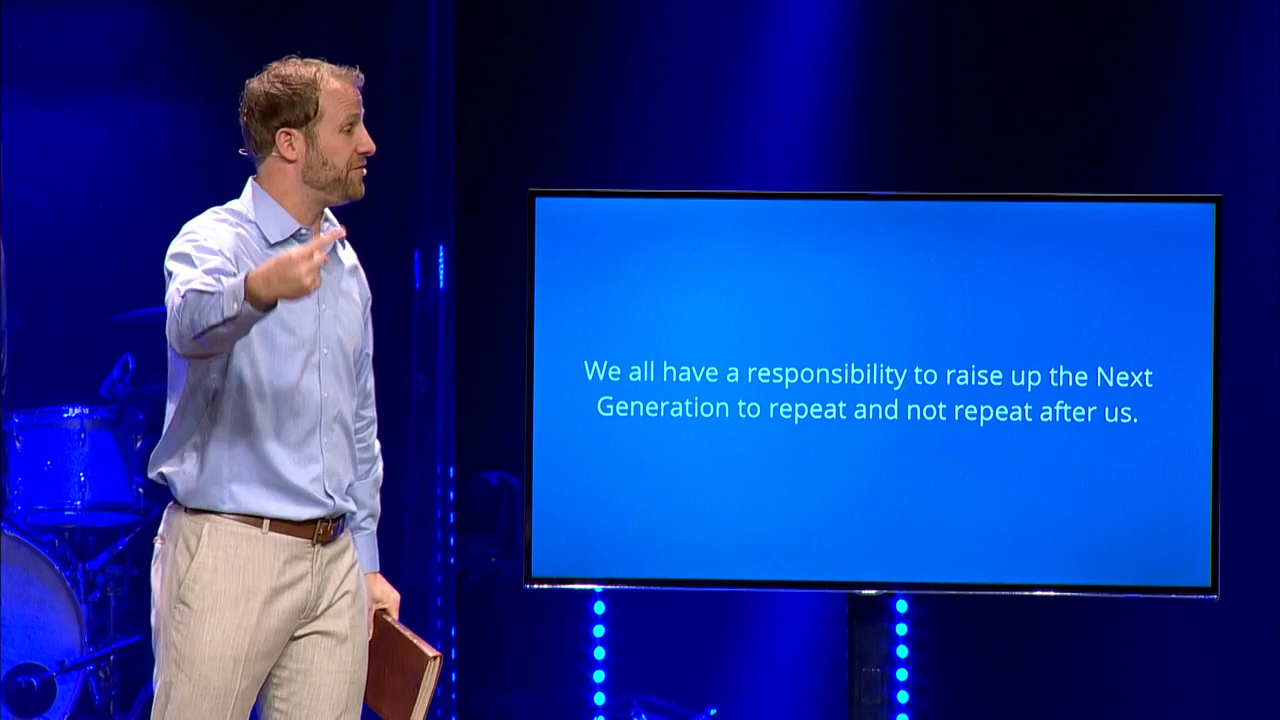 We all have a responsibility to raise up the Next
Generation to repeat and not repeat after us.